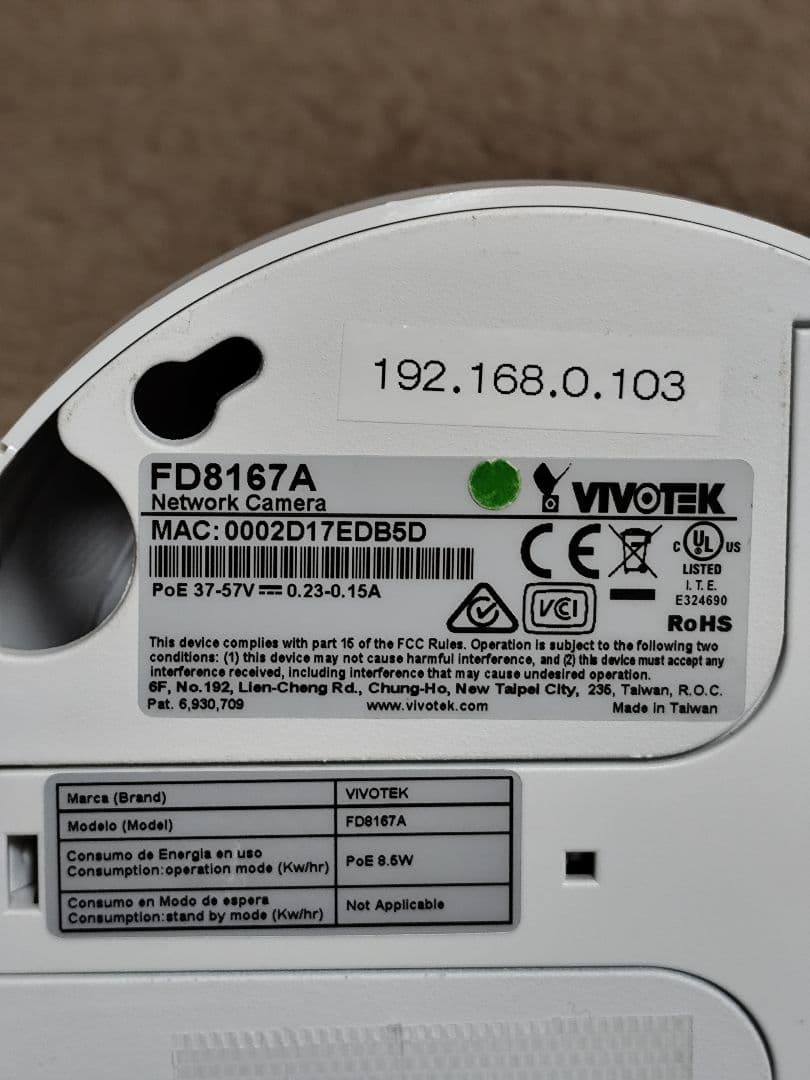 192.168.0.103
FD8167A
Network Camera
VIVOTEK
MAC:0002D17EDB5D
PoE 37-57V 0.23-0.15A
CE
C UL US
LISTED
I.T.E.
E324690
RoHS
VCI
This device complies with part 15 of the FCC Rules. Operation is subject to the following two
conditions: (1) this device may not cause harmful interference, and (2) this device must accept any
interference received, including interference that may cause undesired operation.
6F, No.192, Lien-Cheng Rd., Chung-Ho, New Taipei City, 235, Taiwan, R.O.C.
Pat. 6,930,709 www.vivotek.com Made in Taiwan
Marca (Brand) VIVOTEK
Modelo (Model) FD8167A
Consumo de Energia en uso
Consumption:operation mode (Kw/hr) PoE 8.5W
Consumo en Modo de espera
Consumption:stand by mode (Kw/hr) Not Applicable